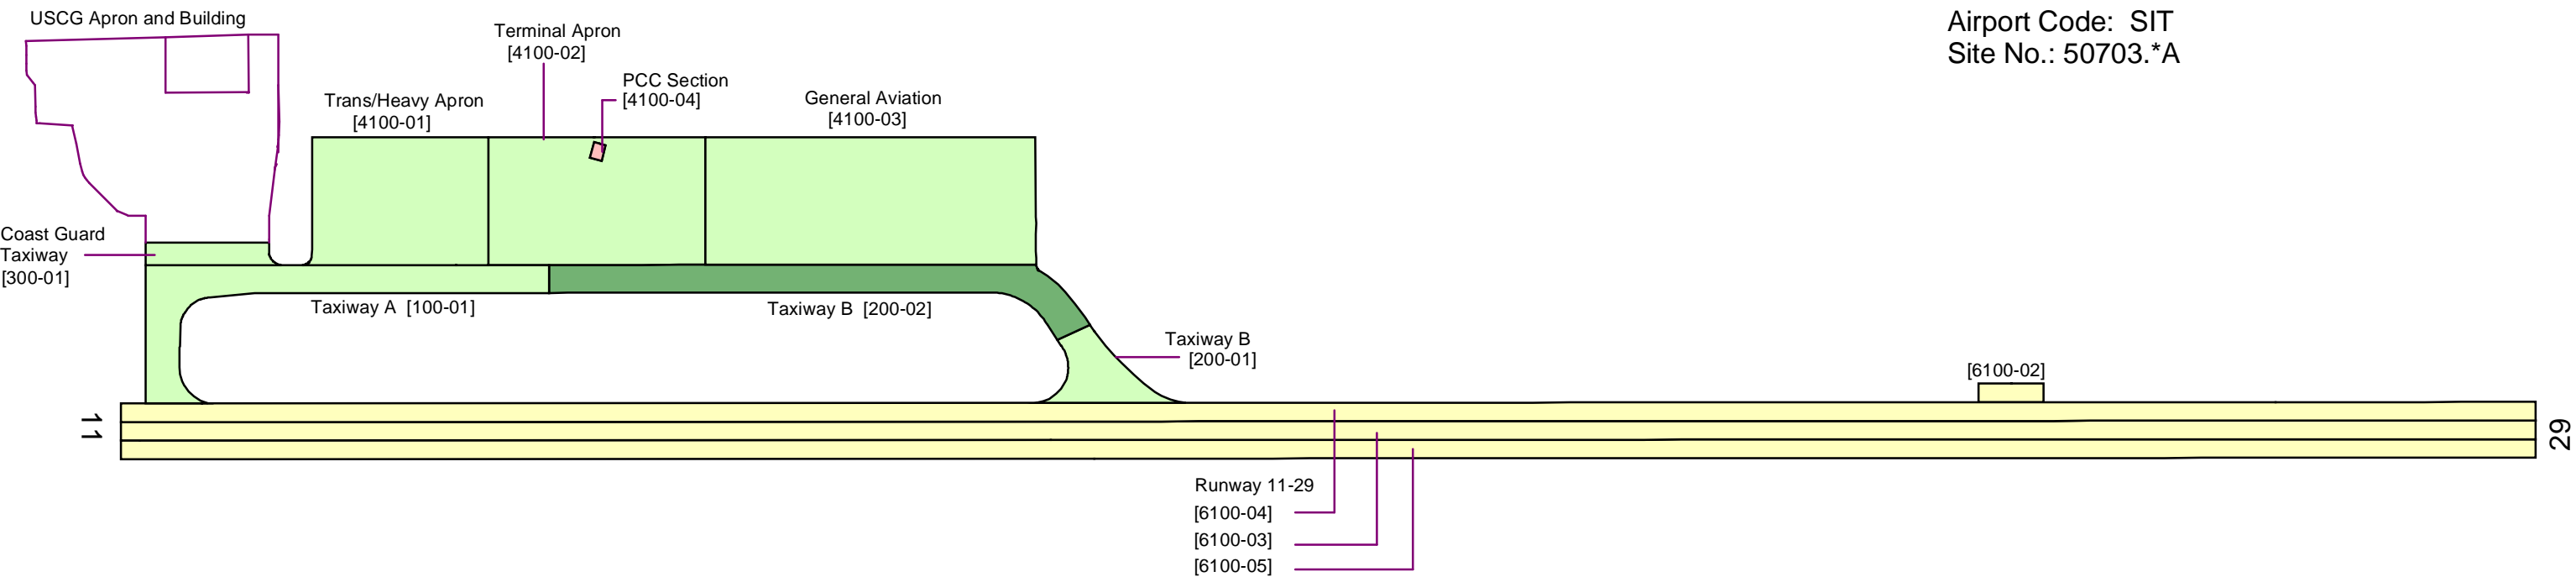 USCG Apron and Building
Airport Code:  SIT
Site No.: 50703.*A
Terminal Apron
[4100-02]
PCC Section
[4100-04]
Trans/Heavy Apron
[4100-01]
General Aviation
[4100-03]
Coast Guard
Taxiway
[300-01]
Taxiway A  [100-01]
Taxiway B  [200-02]
Taxiway B
[200-01]
[6100-02]
11
29
Runway 11-29
[6100-04]
[6100-03]
[6100-05]